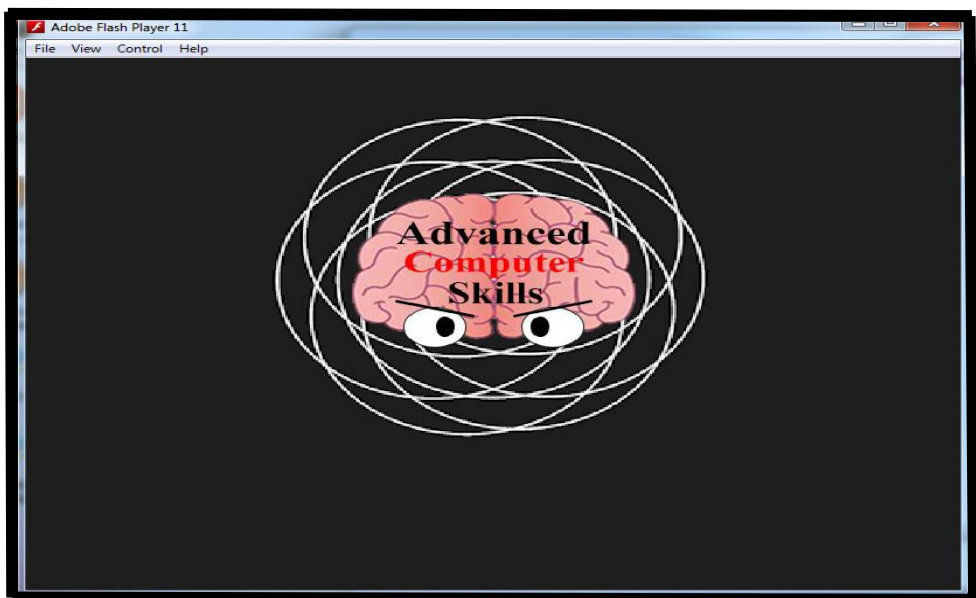 Adobe Flash Player 11
File View Control Help
Advanced
Computer
Skills